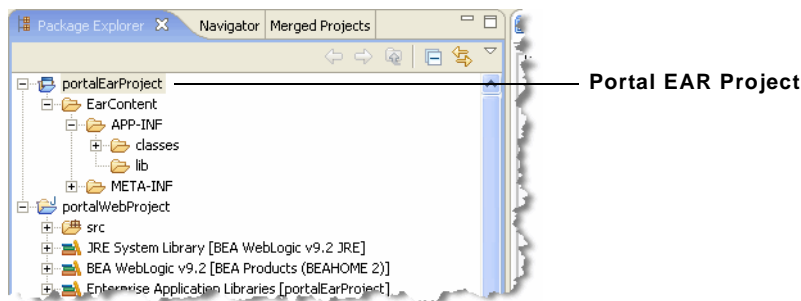 Package Explorer Navigator Merged Projects
portalEarProject
Portal EAR Project
EarContent
APP-INF
classes
lib
META-INF
portalWebProject
src
JRE System Library [BEA WebLogic v9.2 JRE]
BEA WebLogic v9.2 [BEA Products (BEAHOME 2)]
Enterprise Application Libraries [portalEarProject]